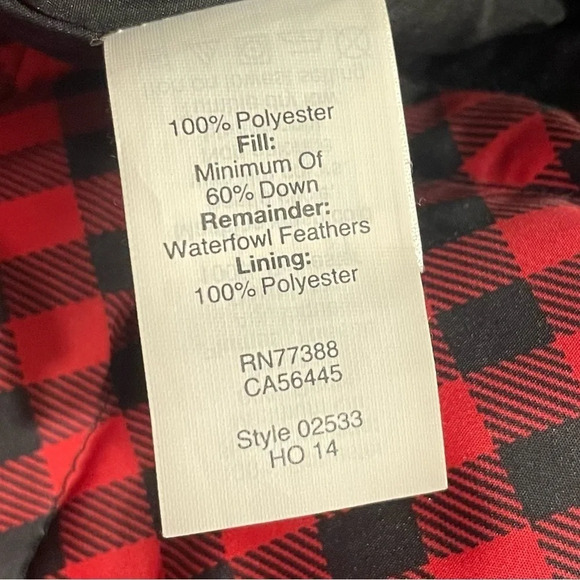 100% Polyester
Fill:
Minimum Of
60% Down
Remainder:
Waterfowl Feathers
Lining:
100% Polyester
RN77388
CA56445
Style 02533
HO 14